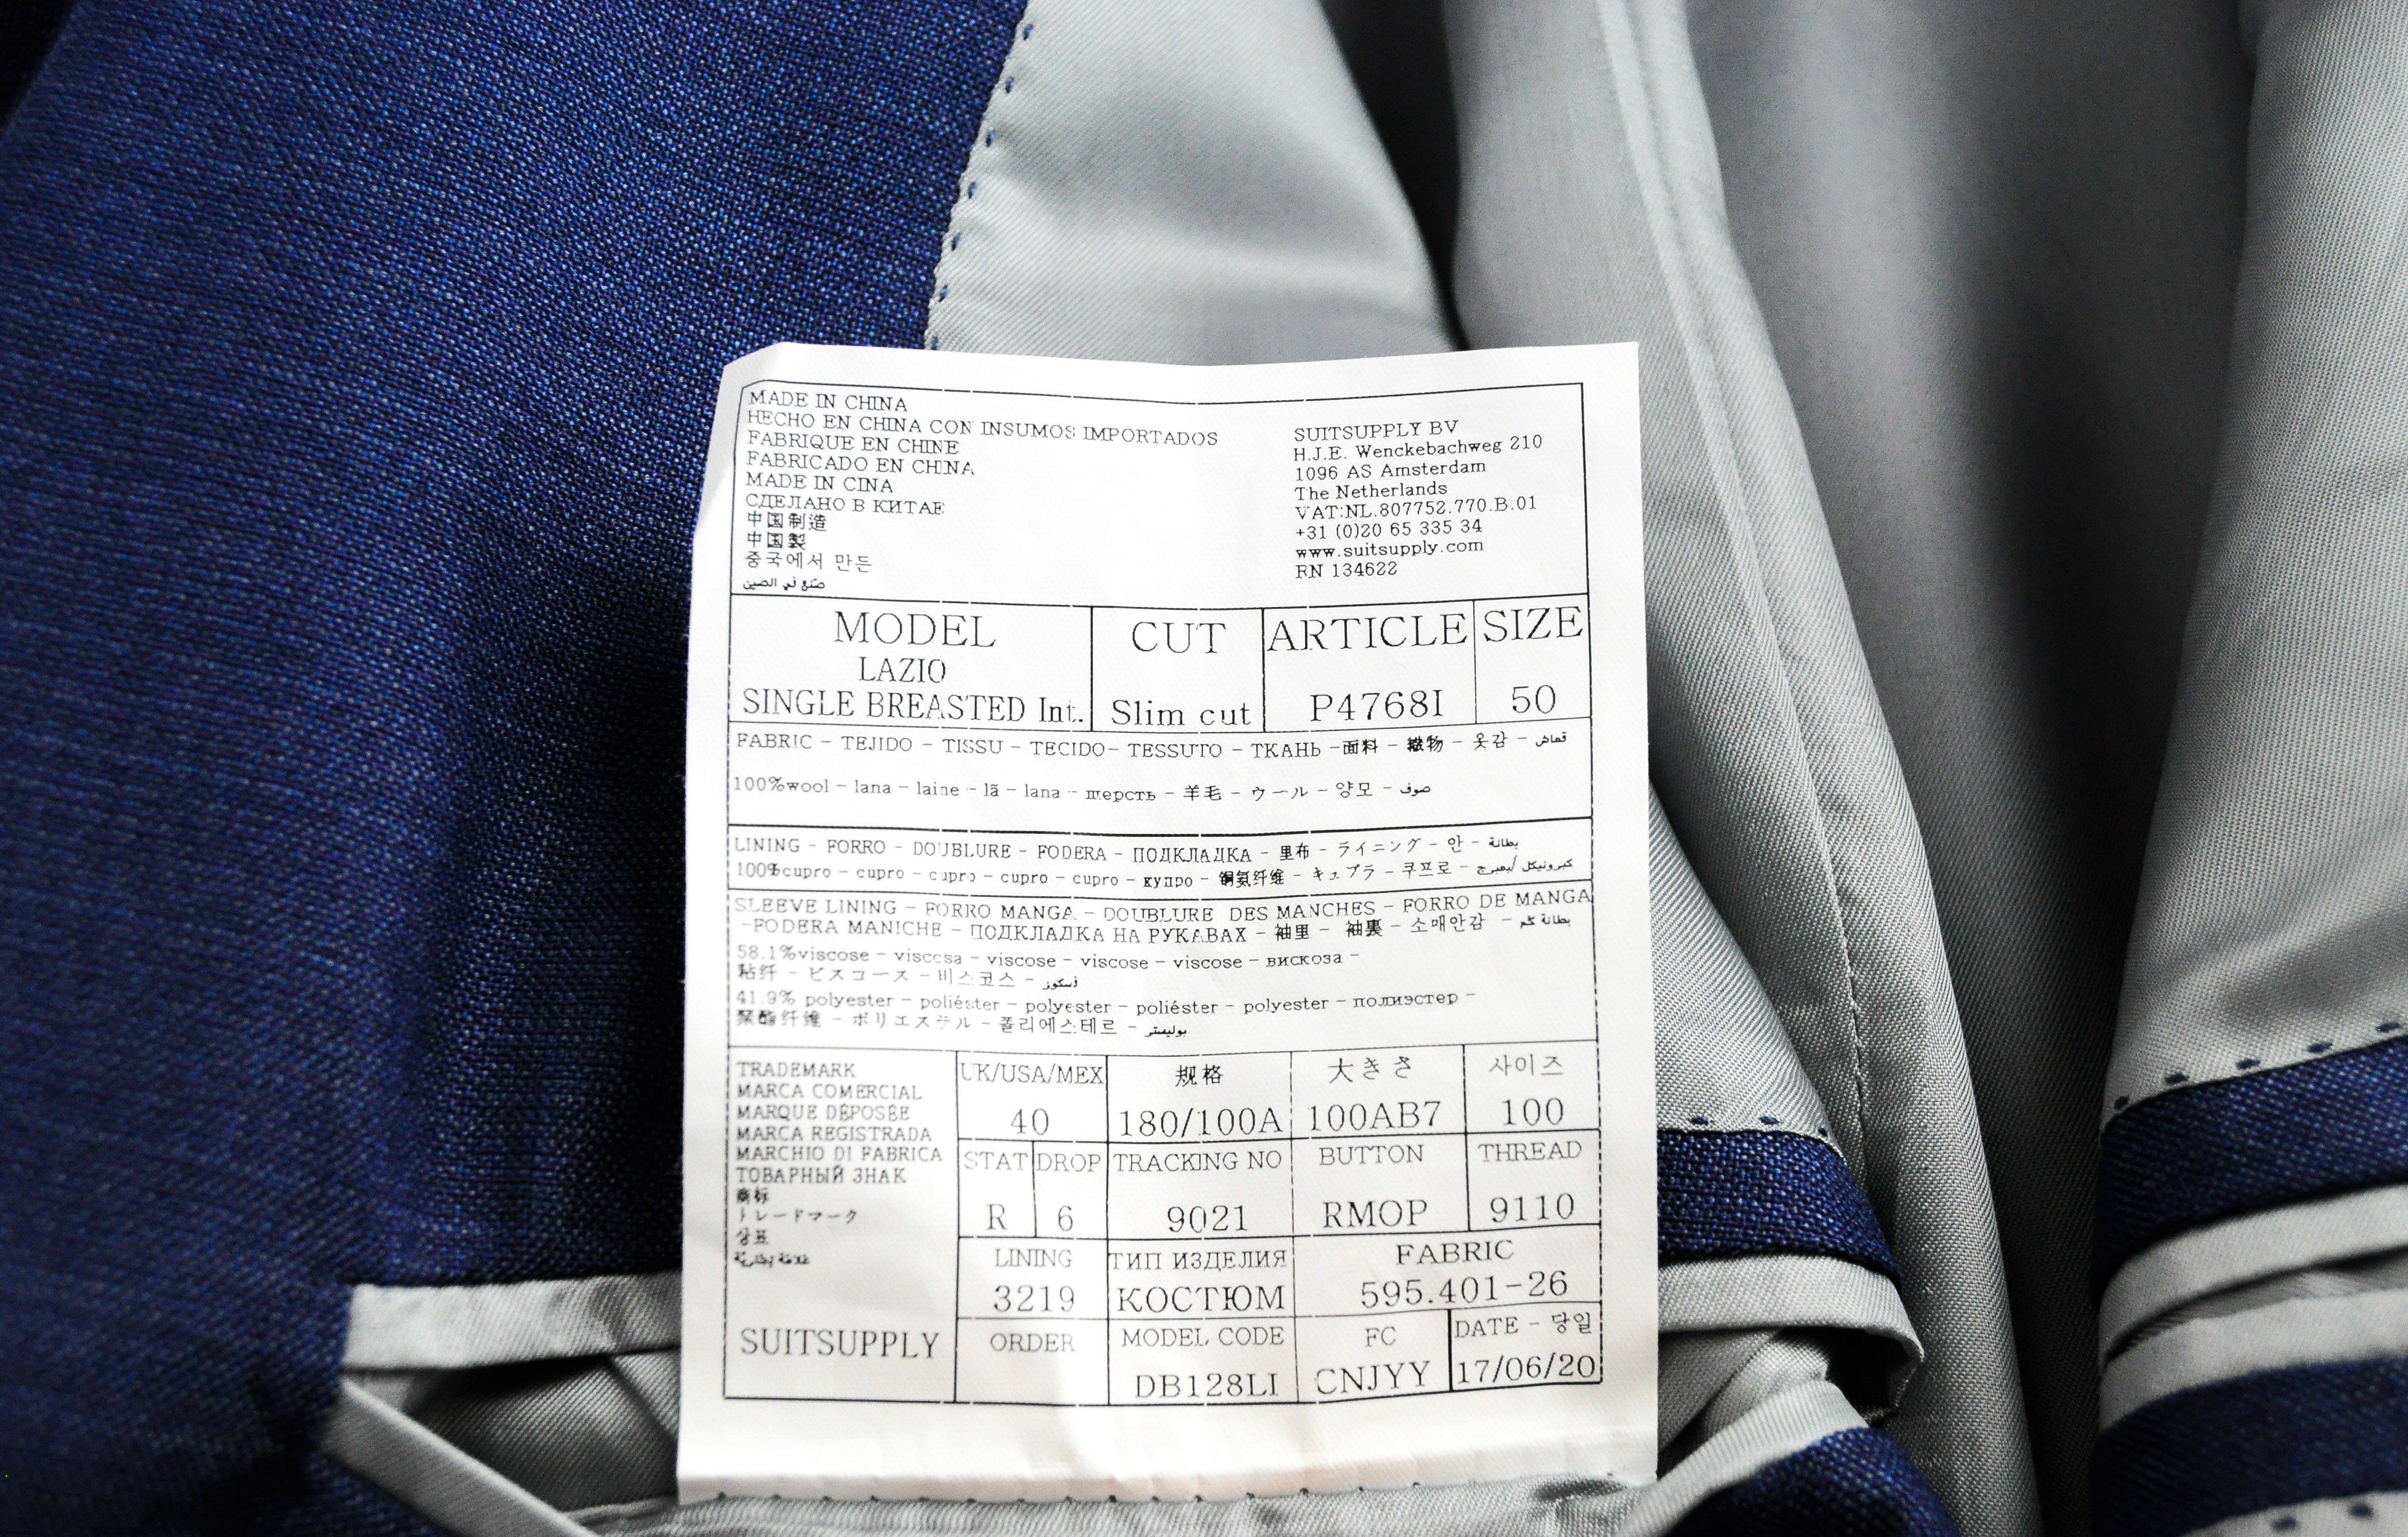 MADE IN CHINA
HECHO EN CHINA CON INSUMOS IMPORTADOS
FABRIQUE EN CHINE
FABRICADO EN CHINA
MADE IN CINA
СДЕЛАНО В КИТАЕ
中国制造
中国製
중국에서 만든
صنع في الصين
SUITSUPPLY BV
H.J.E. Wenckebachweg 210
1096 AS Amsterdam
The Netherlands
VAT:NL.807752.770.B.01
+31 (0)20 65 335 34
www.suitsupply.com
RN 134622
MODEL
LAZIO
SINGLE BREASTED Int.
CUT
Slim cut
ARTICLE
P4768I
SIZE
50
FABRIC - TEJIDO - TISSU - TECIDO- TESSUTO - ТКАНЬ -面料 - 織物 - 옷감 - قماش
100%wool - lana - laine - lã - lana - шерсть - 羊毛 - ウール - 양모 - صوف
LINING - FORRO - DOUBLURE - FODERA - ПОДКЛАДКА - 里布 - ライニング - 안 - بطانة
100%cupro - cupro - cupro - cupro - cupro - купро - 铜氨纤维 - キュプラ - 쿠프로 -
SLEEVE LINING - FORRO MANGA - DOUBLURE DES MANCHES - FORRO DE MANGA
-FODERA MANICHE - ПОДКЛАДКА НА РУКАВАХ - 袖里 - 袖裏 - 소매안감 - بطانة كم
58.1%viscose - viscosa - viscose - viscose - viscose - вискоза -
粘纤 - ビスコース - 비스코스 - فسكوز
41.9% polyester - poliéster - polyester - poliéster - polyester - полиэстер -
聚酯纤维 - ポリエステル - 폴리에스테르 - بوليستر
TRADEMARK
MARCA COMERCIAL
MARQUE DÉPOSÉE
MARCA REGISTRADA
MARCHIO DI FABRICA
ТОВАРНЫЙ ЗНАК
商标
トレードマーク
상표
علامة تجارية
SUITSUPPLY
UK/USA/MEX
40
规格
180/100A
大きさ
100AB7
사이즈
100
STAT
R
DROP
6
TRACKING NO
9021
BUTTON
RMOP
THREAD
9110
LINING
3219
ТИП ИЗДЕЛИЯ
КОСТЮМ
FABRIC
595.401-26
ORDER
MODEL CODE
DB128LI
FC
CNJYY
DATE - 당일
17/06/20